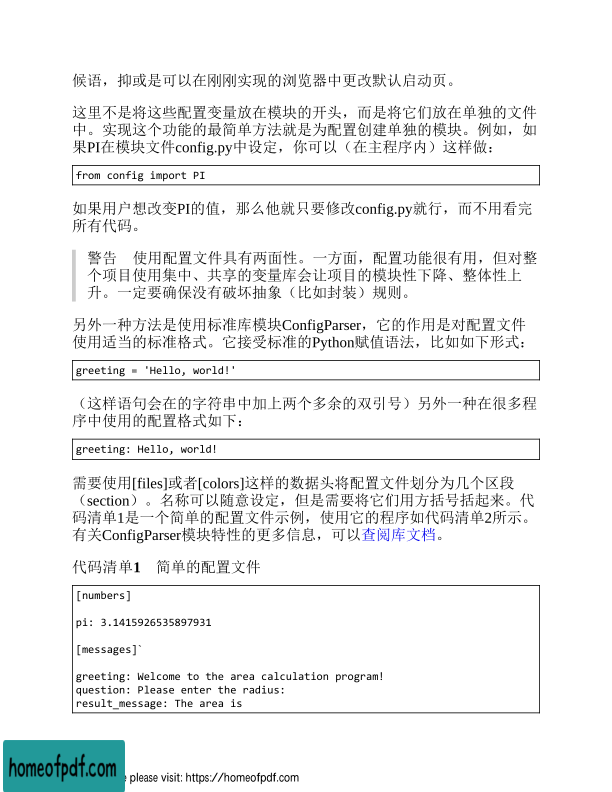 候语，抑或是可以在刚刚实现的浏览器中更改默认启动页。
这里不是将这些配置变量放在模块的开头，而是将它们放在单独的文件
中。实现这个功能的最简单方法就是为配置创建单独的模块。例如，如
果PI在模块文件config.py中设定，你可以（在主程序内）这样做：
from config import PI
如果用户想改变PI的值，那么他就只要修改config.py就行，而不用看完
所有代码。
警告　使用配置文件具有两面性。一方面，配置功能很有用，但对整
个项目使用集中、共享的变量库会让项目的模块性下降、整体性上
升。一定要确保没有破坏抽象（比如封装）规则。
另外一种方法是使用标准库模块ConfigParser，它的作用是对配置文件
使用适当的标准格式。它接受标准的Python赋值语法，比如如下形式：
greeting = 'Hello, world!'
（这样语句会在的字符串中加上两个多余的双引号）另外一种在很多程
序中使用的配置格式如下：
greeting: Hello, world!
需要使用[files]或者[colors]这样的数据头将配置文件划分为几个区段
（section）。名称可以随意设定，但是需要将它们用方括号括起来。代
码清单1是一个简单的配置文件示例，使用它的程序如代码清单2所示。
有关ConfigParser模块特性的更多信息，可以查阅库文档。
代码清单1　简单的配置文件
[numbers]
pi: 3.1415926535897931
[messages]`
greeting: Welcome to the area calculation program!
question: Please enter the radius:
result_message: The area is
homeofpdf.com
please visit: https://homeofpdf.com